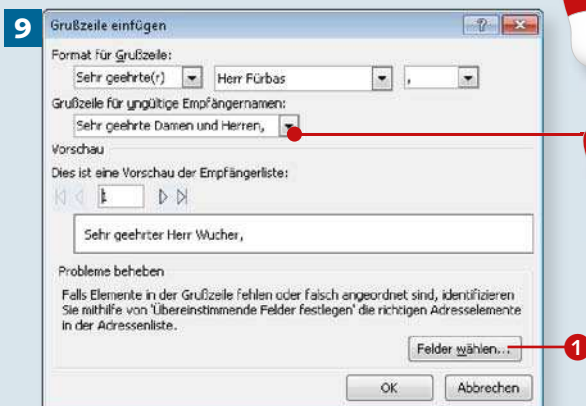 9
Grußzeile einfügen
Format für Grußzeile:
Sehr geehrte(r) Herr Fürbas ,
Grußzeile für ungültige Empfängernamen:
Sehr geehrte Damen und Herren,
Vorschau
Dies ist eine Vorschau der Empfängerliste:
1
Sehr geehrter Herr Wucher,
Probleme beheben
Falls Elemente in der Grußzeile fehlen oder falsch angeordnet sind, identifizieren
Sie mithilfe von 'Übereinstimmende Felder festlegen' die richtigen Adresselemente
in der Adressenliste.
Felder wählen... 1
OK Abbrechen